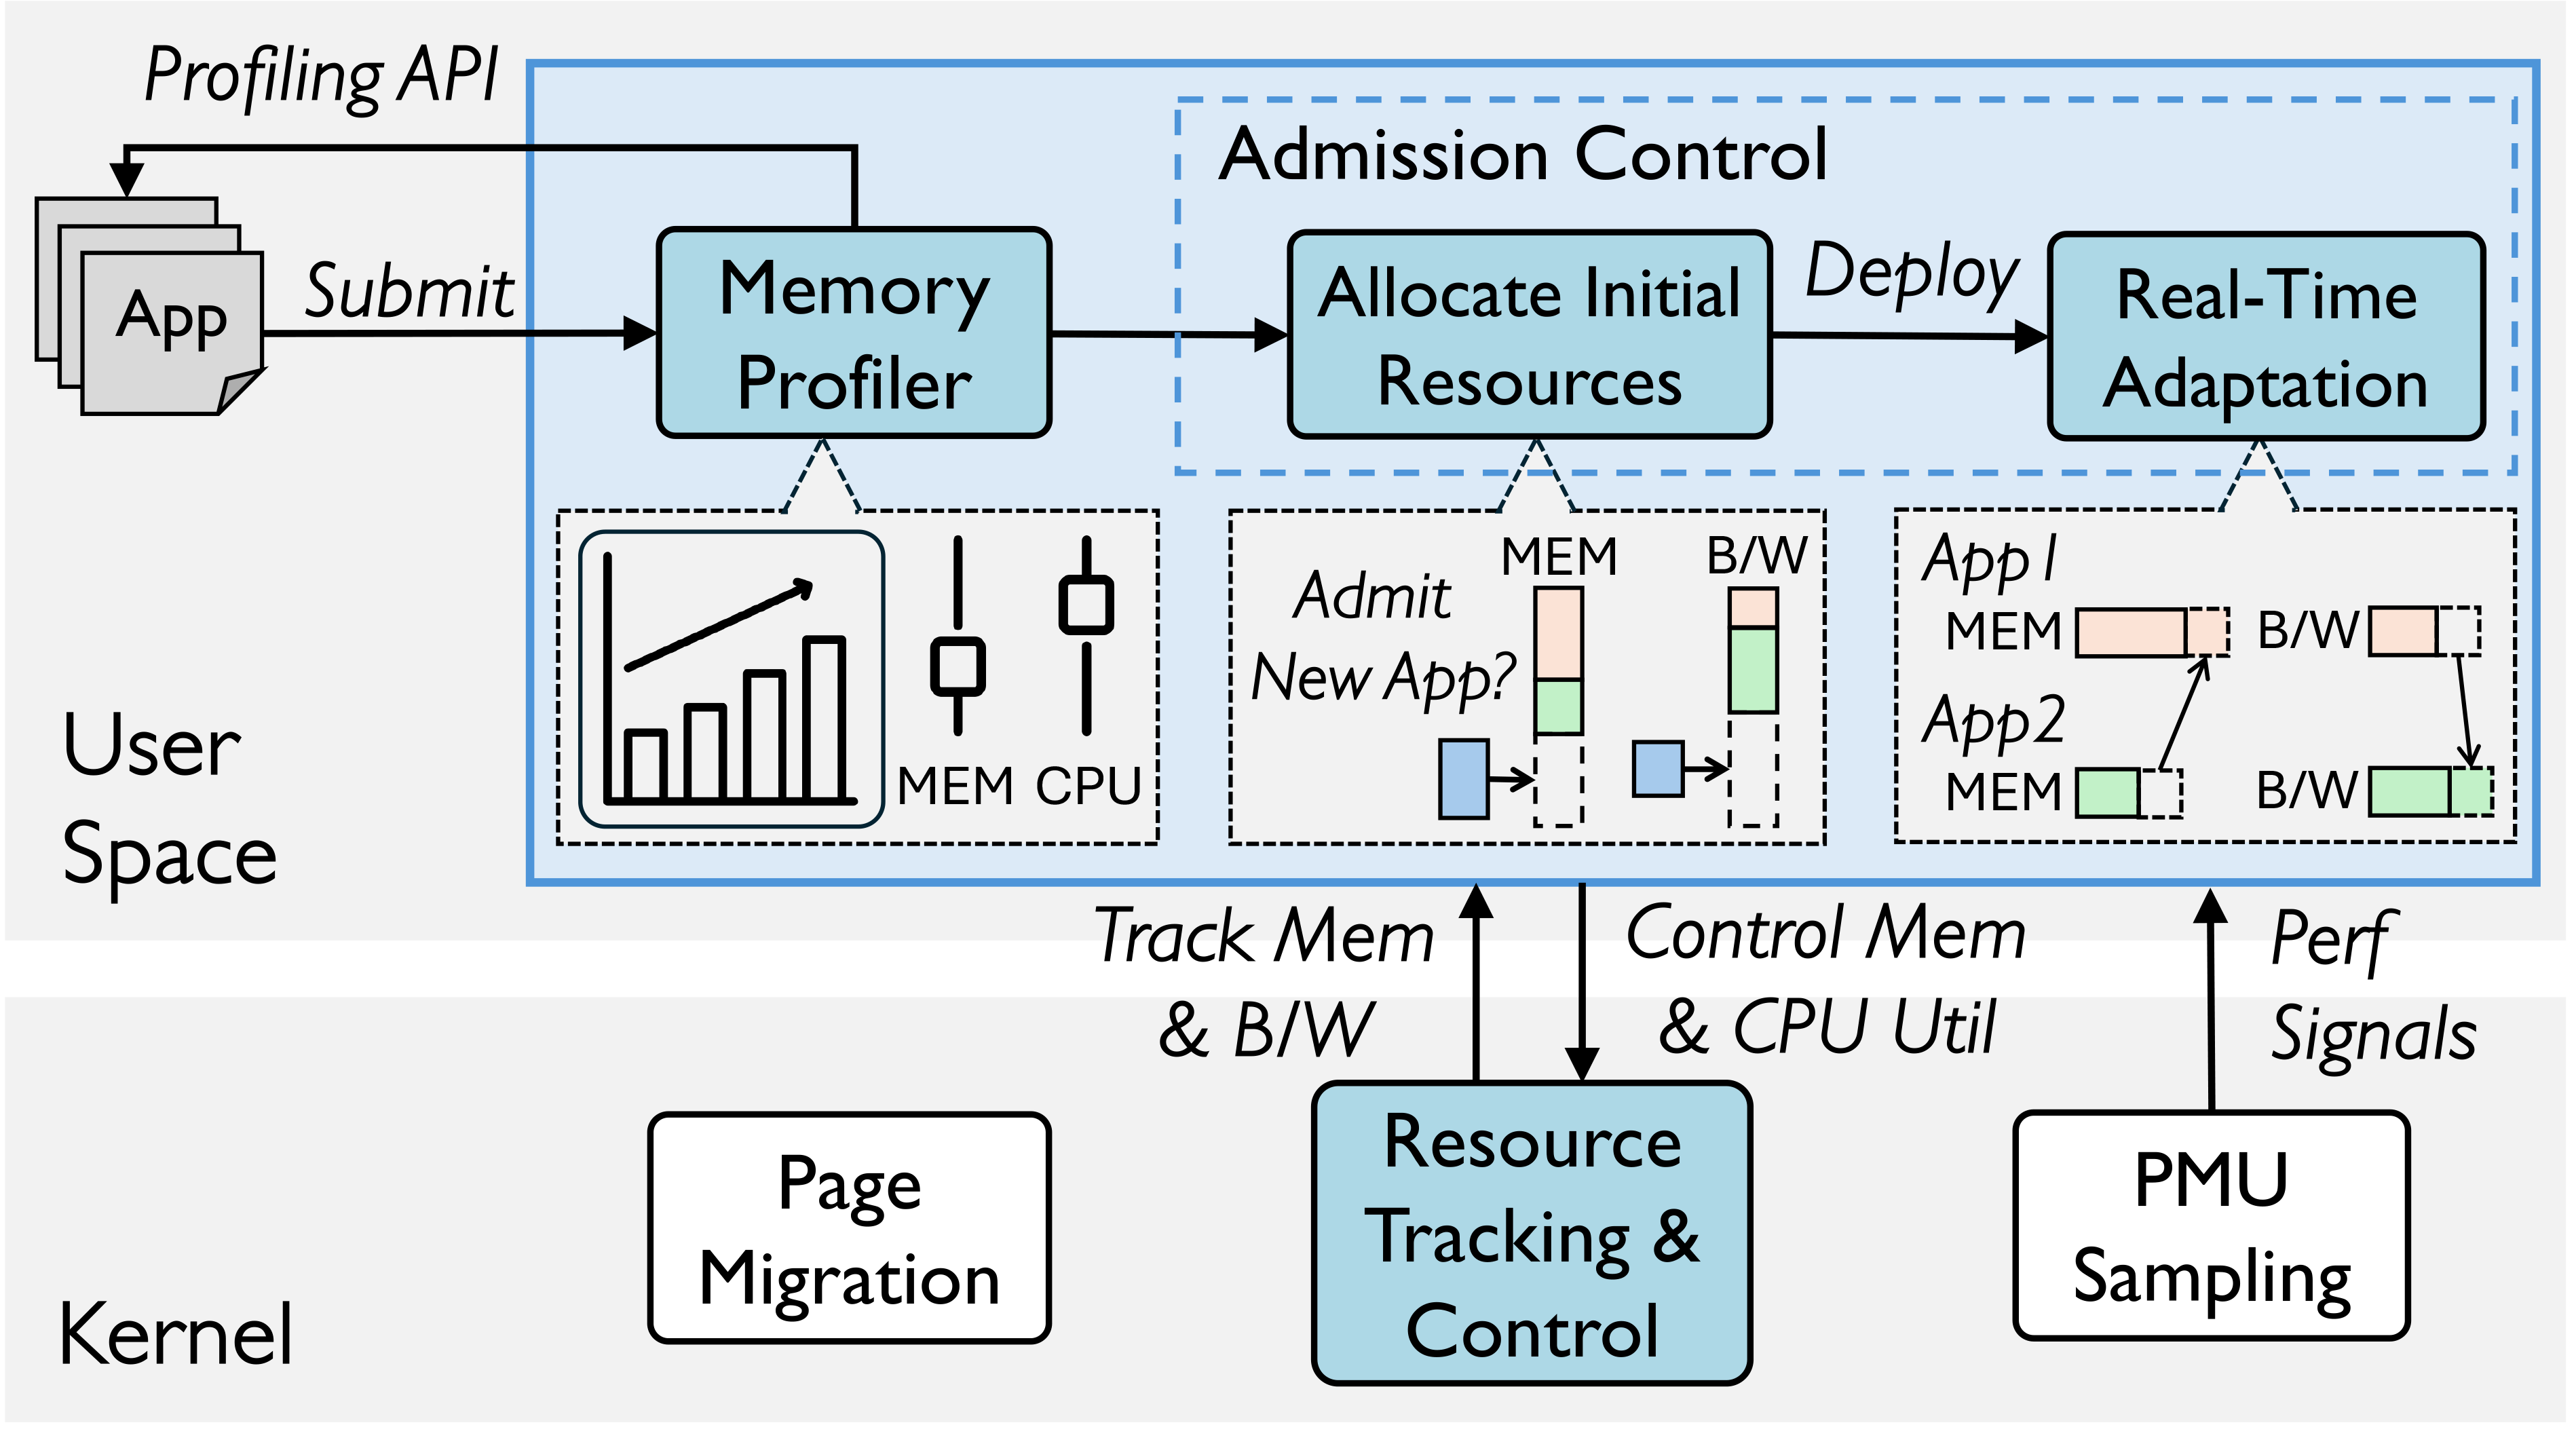 Profiling API
Admission Control
App
Submit
Memory
Profiler
Allocate Initial
Resources
Deploy
Real-Time
Adaptation
MEM CPU
Admit
New App?
MEM
B/W
App1
MEM
B/W
App2
MEM
B/W
User
Space
Track Mem
& B/W
Control Mem
& CPU Util
Perf
Signals
Kernel
Page
Migration
Resource
Tracking &
Control
PMU
Sampling